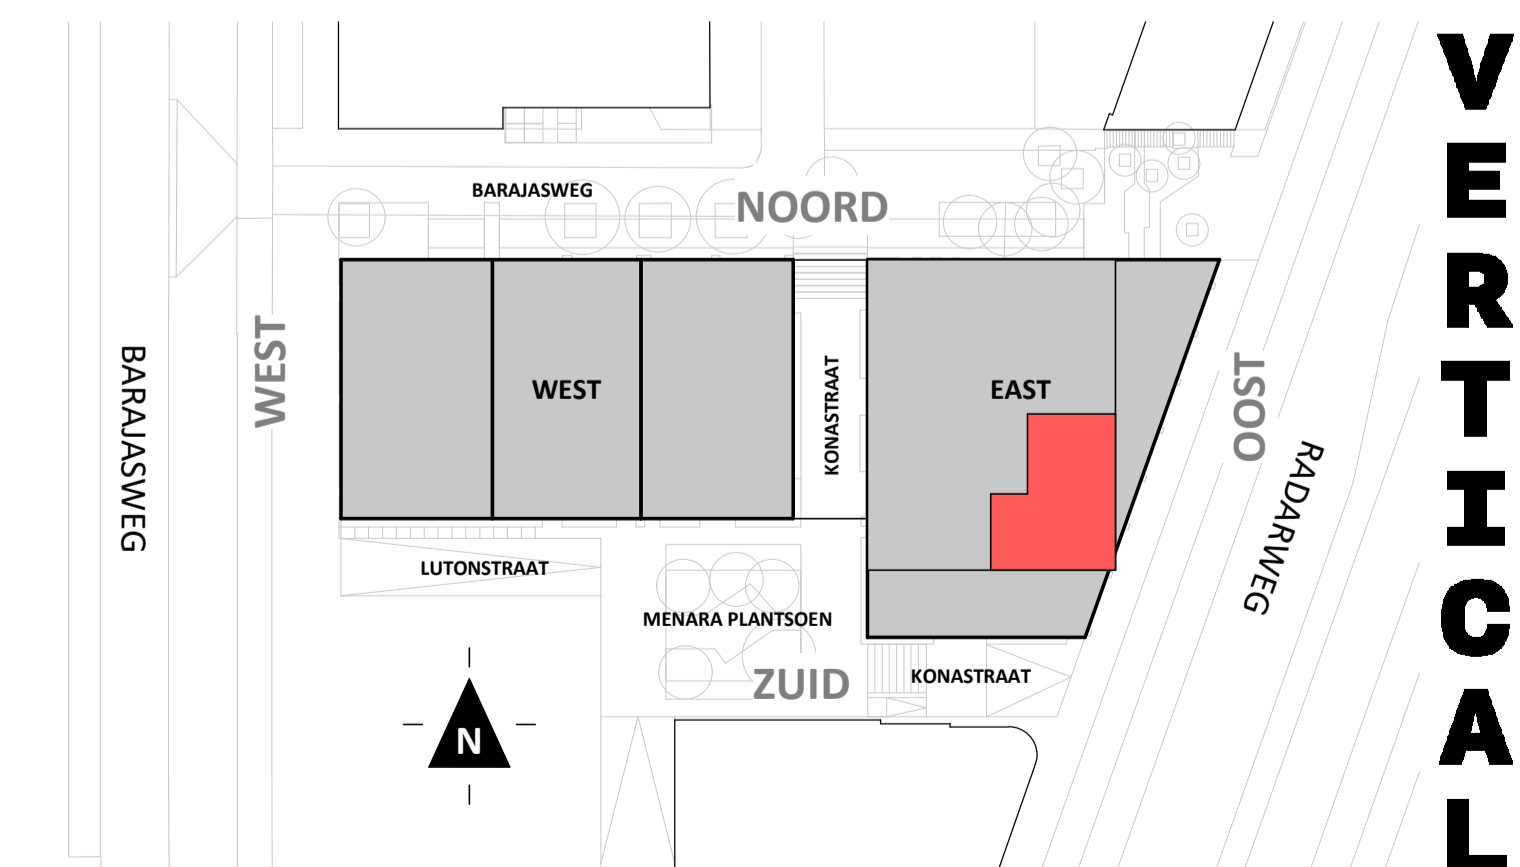 BARAJASWEG
NOORD
WEST
BARAJASWEG
WEST
KONASTRAAT
EAST
OOST
RADARWEG
LUTONSTRAAT
MENARA PLANTSOEN
ZUID
KONASTRAAT
N
VERTICAL